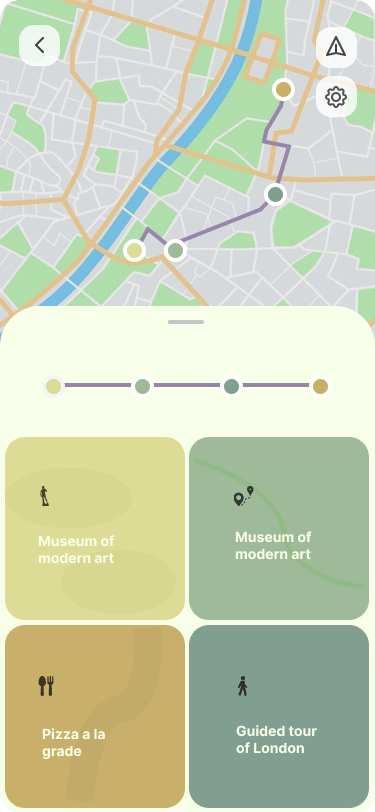 Museum of
modern art
Museum of
modern art
Pizza a la
grade
Guided tour
of London